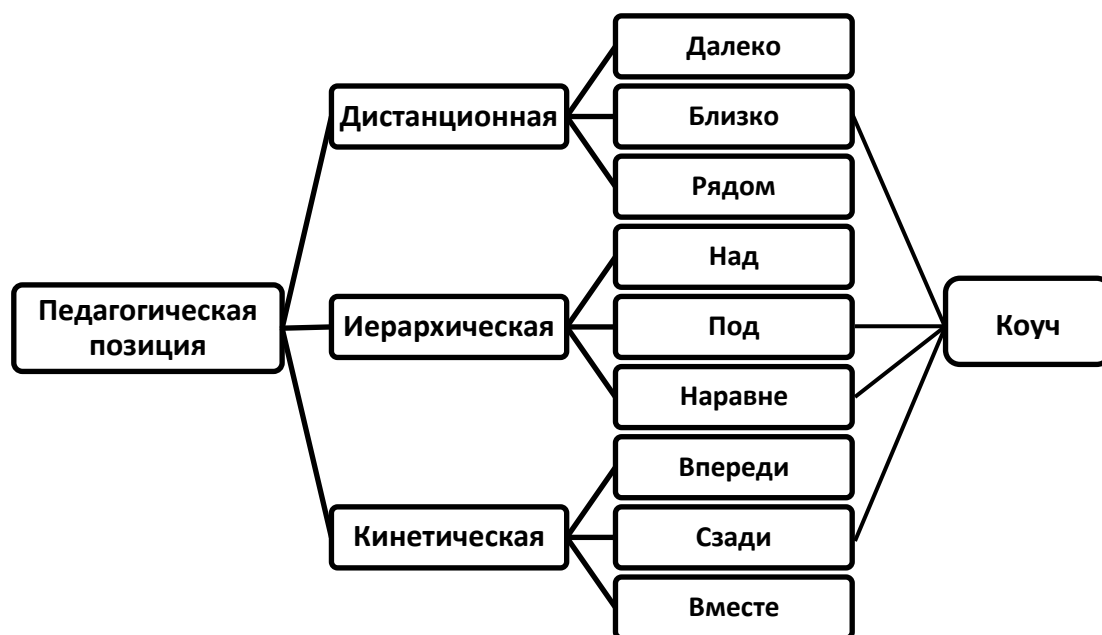 Педагогическая
позиция
Дистанционная
Далеко
Близко
Рядом
Иерархическая
Над
Под
Наравне
Кинетическая
Впереди
Сзади
Вместе
Коуч